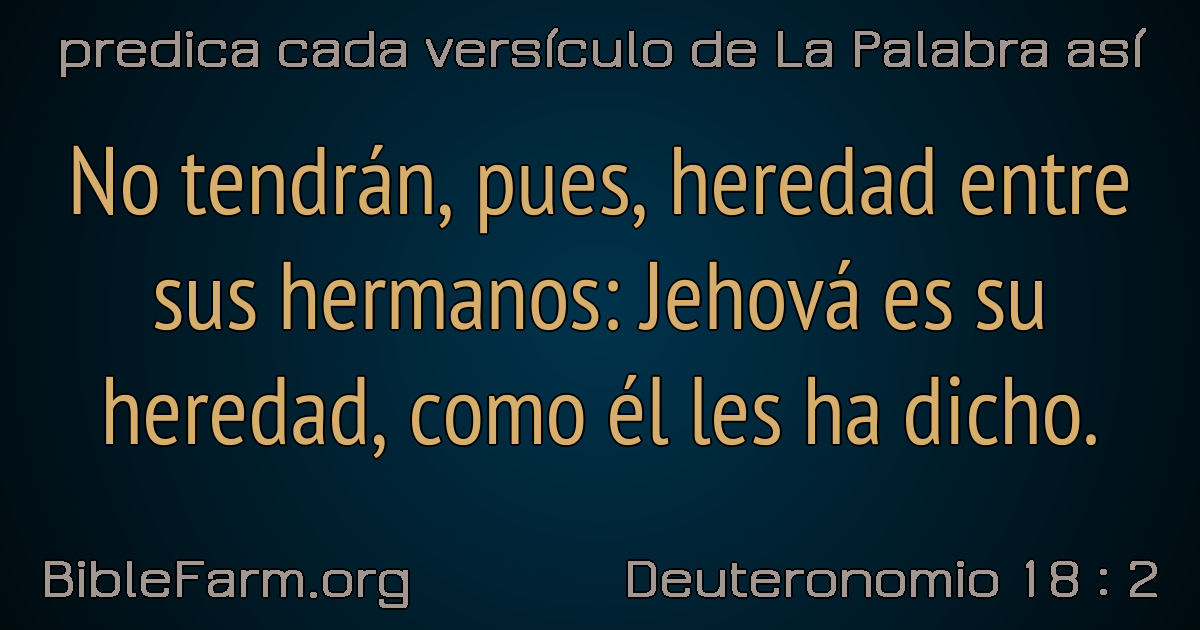 predica cada versículo de La Palabra así
No tendrán, pues, heredad entre
sus hermanos: Jehová es su
heredad, como él les ha dicho.
BibleFarm.org
Deuteronomio 18 : 2